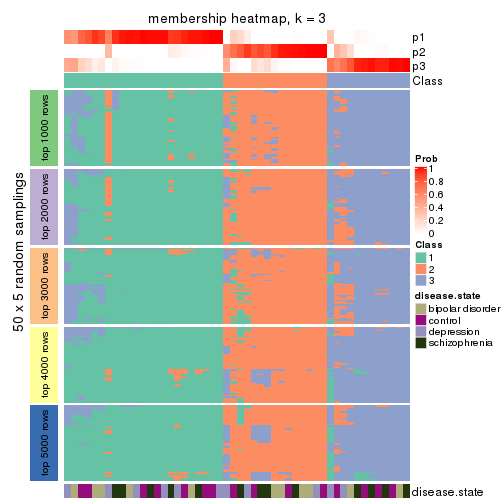 membership heatmap, k = 3
p1
p2
p3
Class
50 x 5 random samplings
top 1000 rows
top 2000 rows
top 3000 rows
top 4000 rows
top 5000 rows
Prob
1
0.8
0.6
0.4
0.2
0
Class
1
2
3
disease.state
bipolar disorder
control
depression
schizophrenia
disease.state